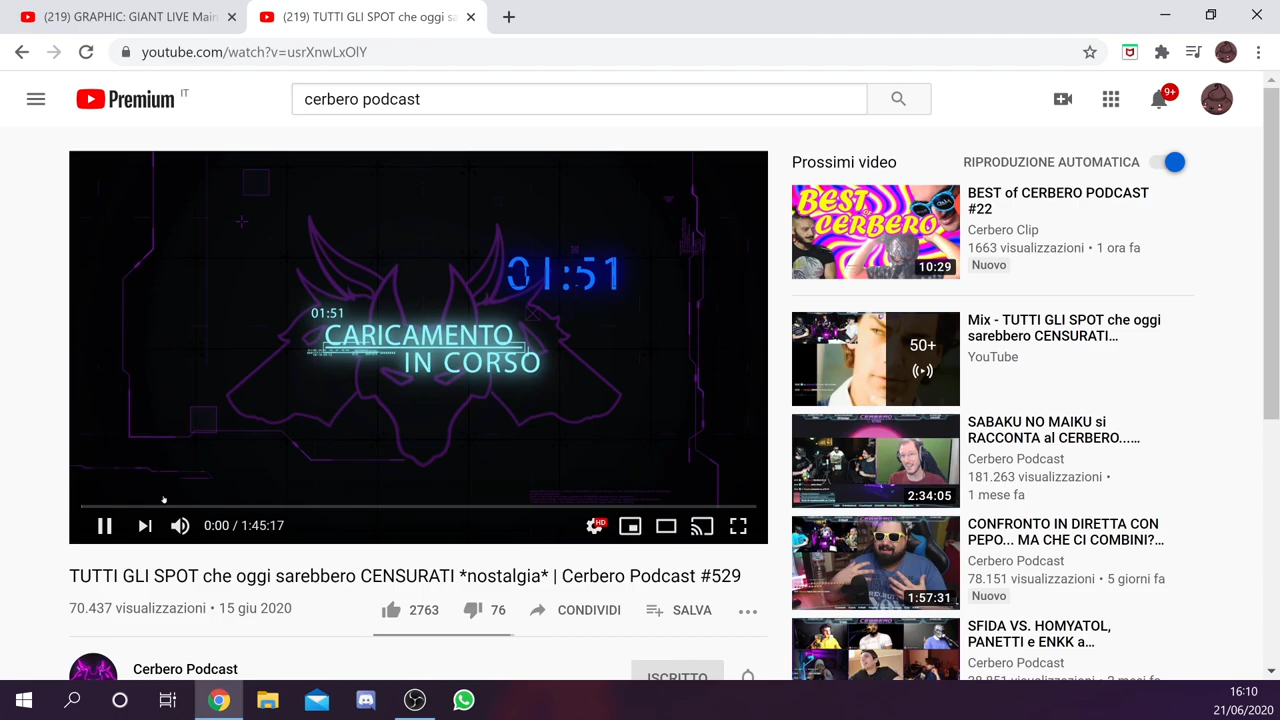 (219) GRAPHIC: GIANT LIVE Main
(219) TUTTI GLI SPOT che oggi sa
youtube.com/watch?v=usrXnwLxOlY
Premium IT
cerbero podcast
9+
01:51
01:51
CARICAMENTO
IN CORSO
0:00 / 1:45:17
HD
TUTTI GLI SPOT che oggi sarebbero CENSURATI *nostalgia* | Cerbero Podcast #529
70.437 visualizzazioni • 15 giu 2020
2763
76
CONDIVIDI
SALVA
Cerbero Podcast
ISCRITTO
Prossimi video
RIPRODUZIONE AUTOMATICA
BEST of CERBERO
10:29
BEST of CERBERO PODCAST
#22
Cerbero Clip
1663 visualizzazioni • 1 ora fa
Nuovo
50+
Mix - TUTTI GLI SPOT che oggi
sarebbero CENSURATI...
YouTube
2:34:05
SABAKU NO MAIKU si
RACCONTA al CERBERO...…
Cerbero Podcast
181.263 visualizzazioni •
1 mese fa
1:57:31
CONFRONTO IN DIRETTA CON
PEPO... MA CHE CI COMBINI?…
Cerbero Podcast
78.151 visualizzazioni • 5 giorni fa
Nuovo
SFIDA VS. HOMYATOL,
PANETTI e ENKK a...
Cerbero Podcast
16:10
21/06/2020